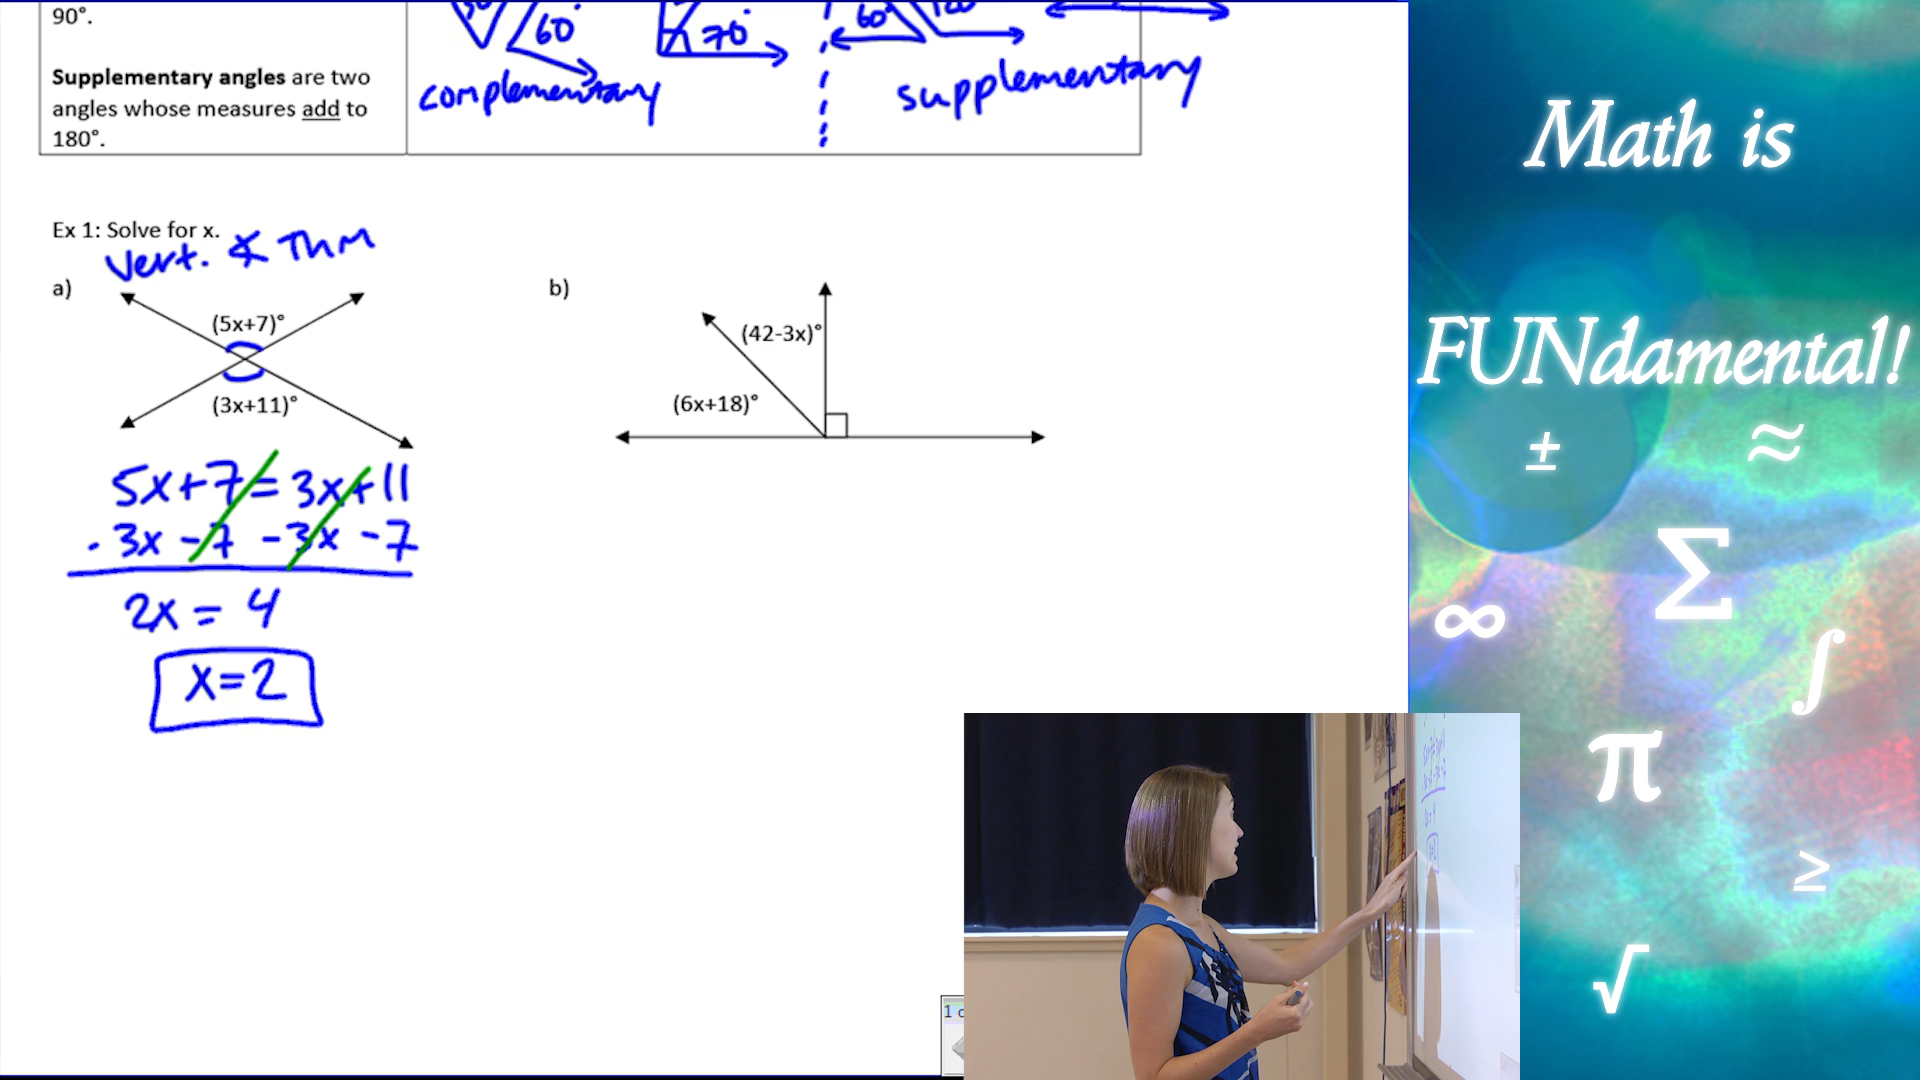 90°.
Supplementary angles are two
angles whose measures add to
180°.
60°
70°
60°
complementary
supplementary
Ex 1: Solve for x.
Vert. ∡ Thm
a)
(5x+7)°
(3x+11)°
5x+7=3x+11
-3x -7 -3x -7
2x = 4
x=2
b)
(42-3x)°
(6x+18)°
Math is
FUNdamental!
±
≈
Σ
∞
∫
π
≥
√